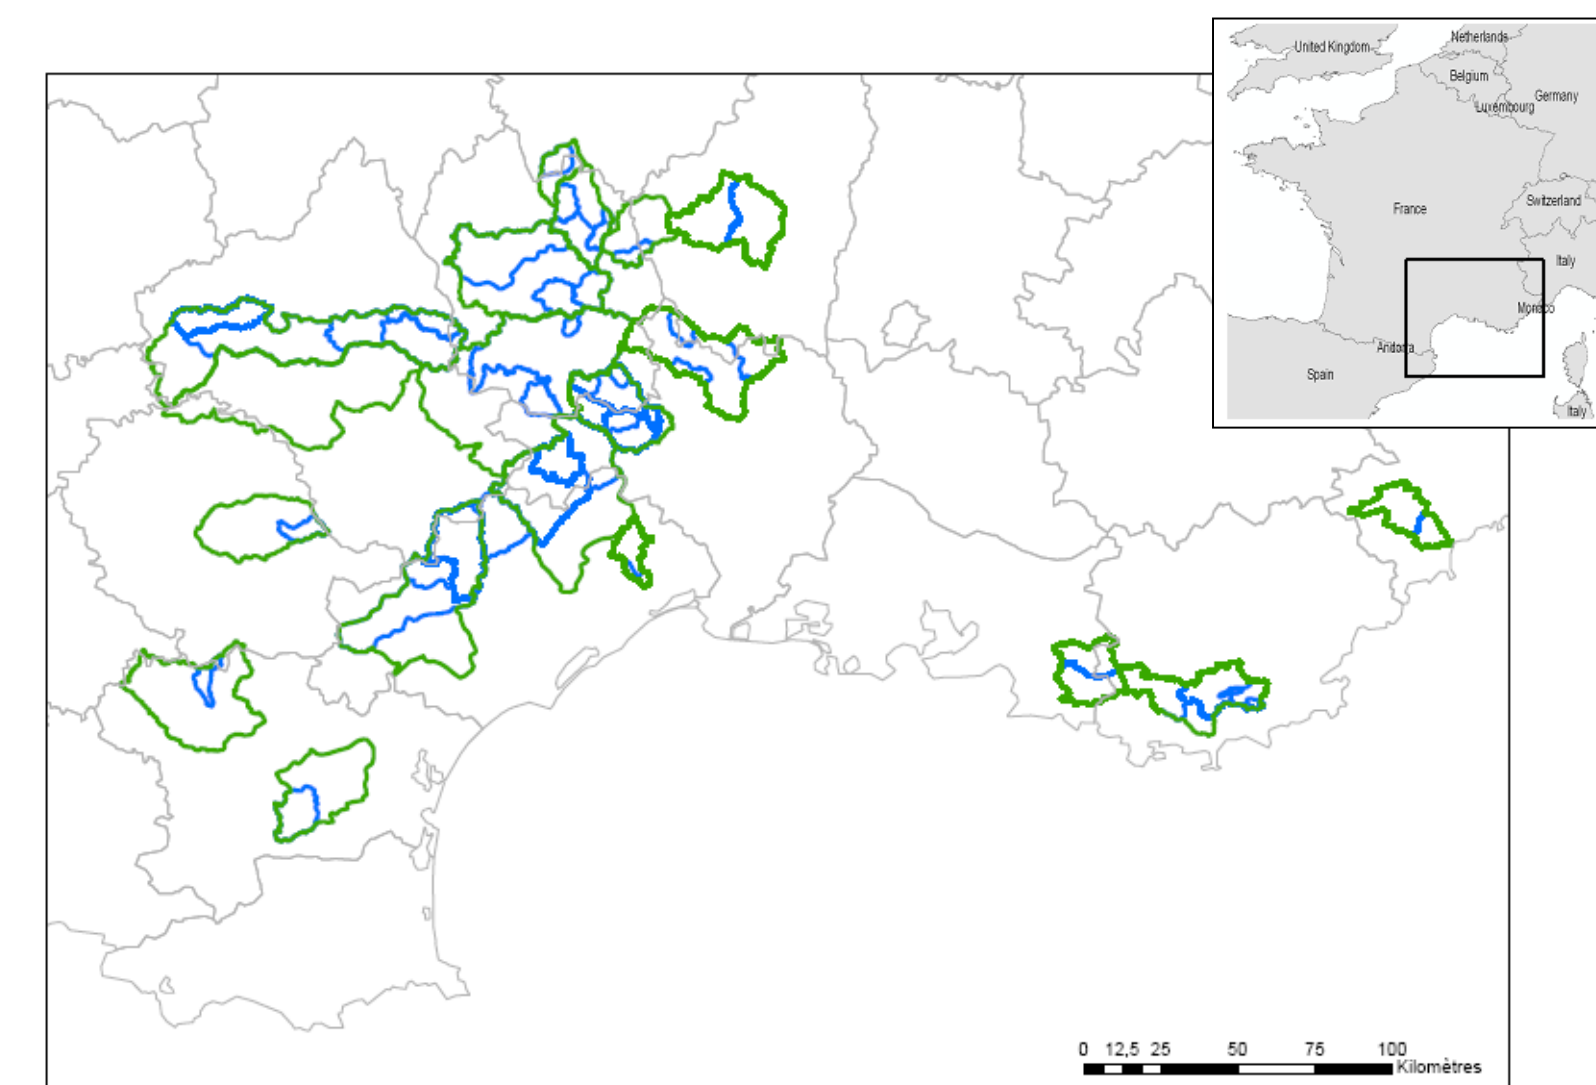 Netherlands
United Kingdom
Belgium
Germany
Luxembourg
Switzerland
France
Italy
Monaco
Andorra
Spain
Italy
0 12,5 25 50 75 100
Kilomètres